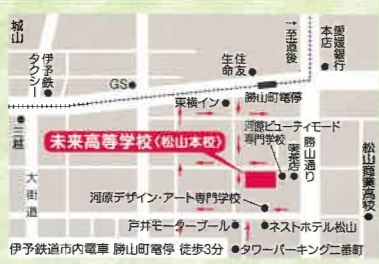 城山
伊予鉄
タクシー
GS
住友
生命
→至道後
愛媛銀行
本店
東横イン
勝山町電停
三越
大街道
未来高等学校〈松山本校〉
河原ビューティモード
専門学校
喫茶店
勝山通り
松山商業高校
河原デザイン・アート専門学校
戸井モータープール
ネストホテル松山
伊予鉄道市内電車 勝山町電停 徒歩3分
タワーパーキング二番町